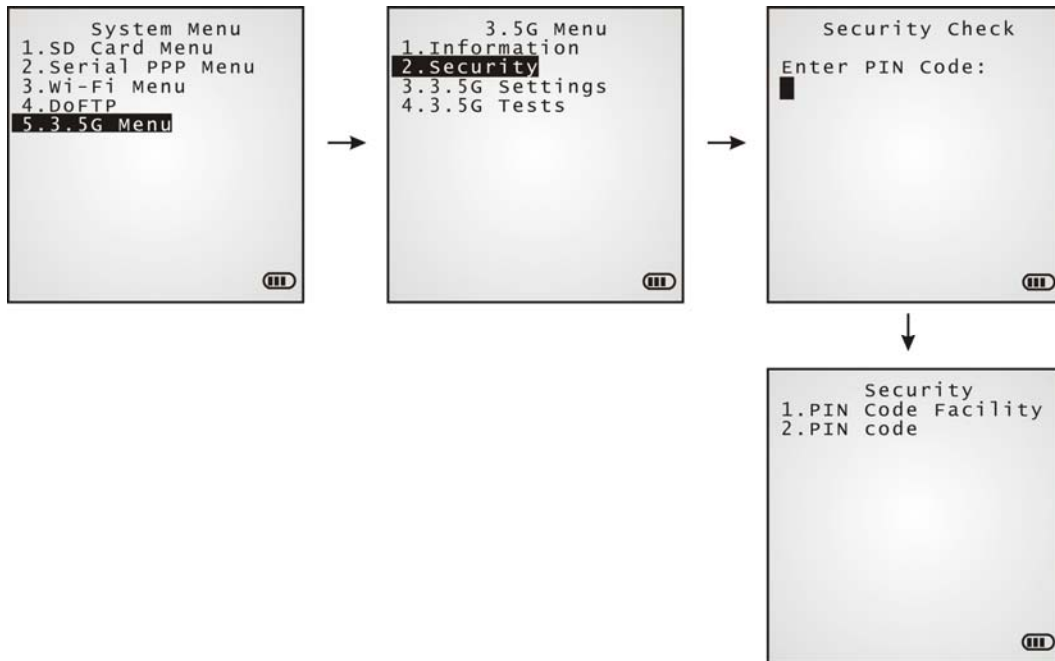 System Menu
1.SD Card Menu
2.Serial PPP Menu
3.Wi-Fi Menu
4.DoFTP
5.3.5G Menu
3.5G Menu
1.Information
2.Security
3.3.5G Settings
4.3.5G Tests
Security Check
Enter PIN Code:
Security
1.PIN Code Facility
2.PIN code